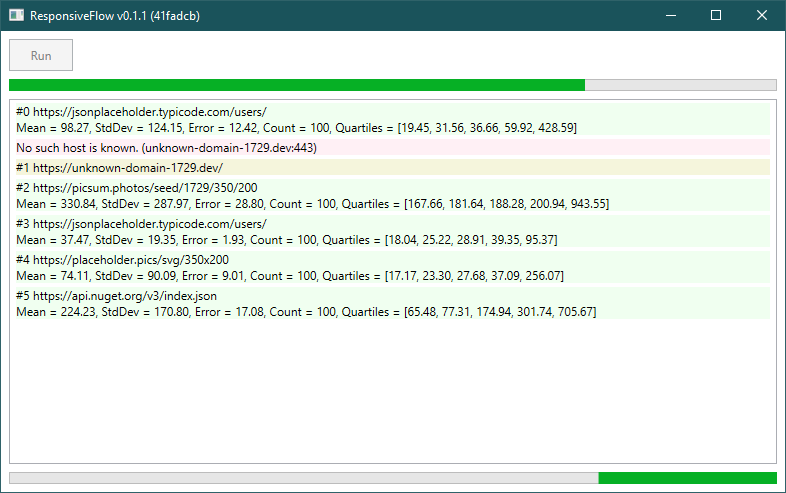 ResponsiveFlow v0.1.1 (41fadcb)
Run
#0 https://jsonplaceholder.typicode.com/users/
Mean = 98.27, StdDev = 124.15, Error = 12.42, Count = 100, Quartiles = [19.45, 31.56, 36.66, 59.92, 428.59]
No such host is known. (unknown-domain-1729.dev:443)
#1 https://unknown-domain-1729.dev/
#2 https://picsum.photos/seed/1729/350/200
Mean = 330.84, StdDev = 287.97, Error = 28.80, Count = 100, Quartiles = [167.66, 181.64, 188.28, 200.94, 943.55]
#3 https://jsonplaceholder.typicode.com/users/
Mean = 37.47, StdDev = 19.35, Error = 1.93, Count = 100, Quartiles = [18.04, 25.22, 28.91, 39.35, 95.37]
#4 https://placeholder.pics/svg/350x200
Mean = 74.11, StdDev = 90.09, Error = 9.01, Count = 100, Quartiles = [17.17, 23.30, 27.68, 37.09, 256.07]
#5 https://api.nuget.org/v3/index.json
Mean = 224.23, StdDev = 170.80, Error = 17.08, Count = 100, Quartiles = [65.48, 77.31, 174.94, 301.74, 705.67]